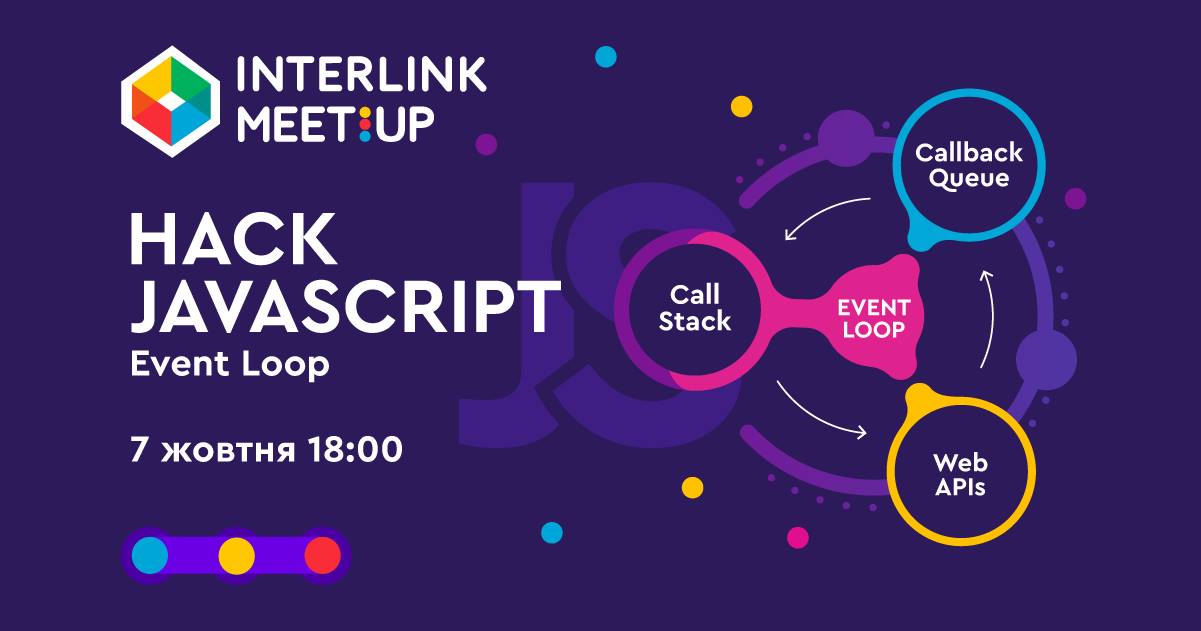 INTERLINK
MEET UP
HACK
JAVASCRIPT
Event Loop
7 жовтня 18:00
JS
Call
Stack
EVENT
LOOP
Callback
Queue
Web
APIs